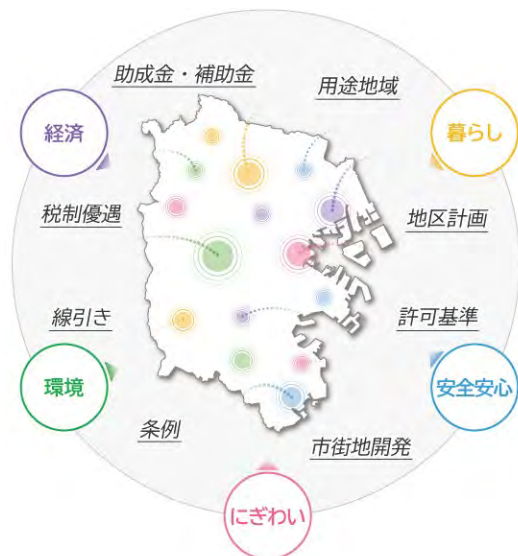 助成金・補助金
用途地域
経済
暮らし
税制優遇
地区計画
線引き
許可基準
環境
安全安心
条例
市街地開発
にぎわい